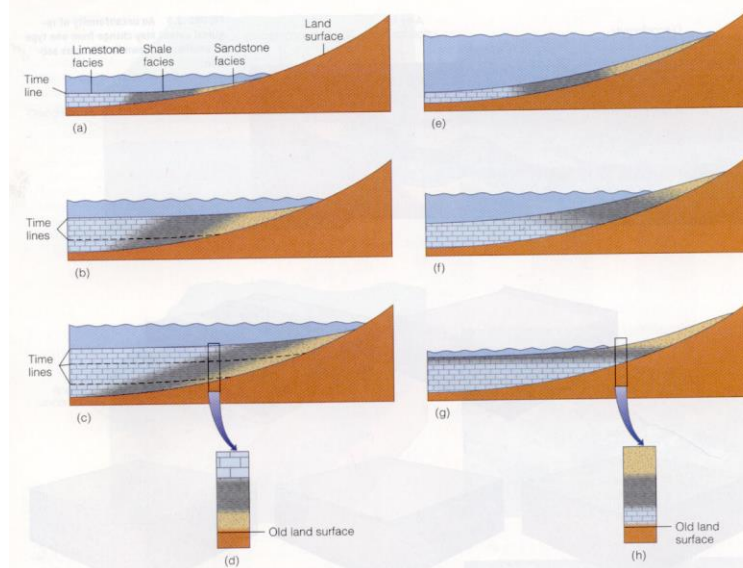 Limestone
facies
Shale
facies
Sandstone
facies
Land
surface
Time
line
(a)
(e)
Time
lines
(b)
(f)
Time
lines
(c)
(g)
Old land surface
(d)
Old land
surface
(h)